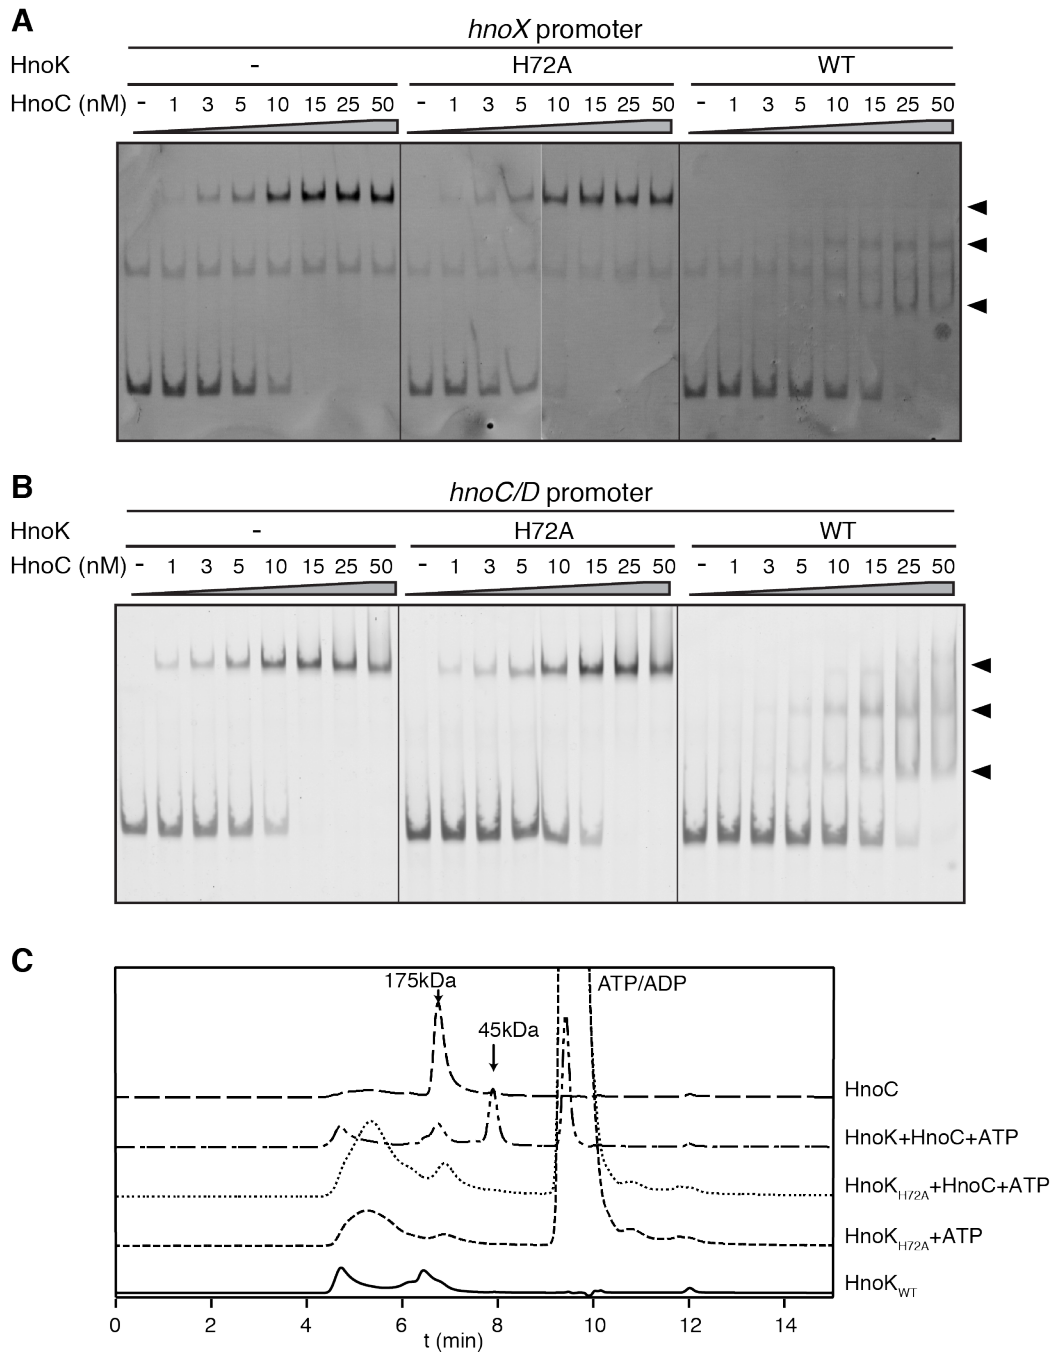 A
hnoX promoter
HnoK - H72A WT
HnoC (nM) - 1 3 5 10 15 25 50 - 1 3 5 10 15 25 50 - 1 3 5 10 15 25 50
B
hnoC/D promoter
HnoK - H72A WT
HnoC (nM) - 1 3 5 10 15 25 50 - 1 3 5 10 15 25 50 - 1 3 5 10 15 25 50
C
175kDa ATP/ADP
45kDa
HnoC
HnoK+HnoC+ATP
HnoKH72A+HnoC+ATP
HnoKH72A+ATP
HnoKWT
0 2 4 6 8 10 12 14
t (min)